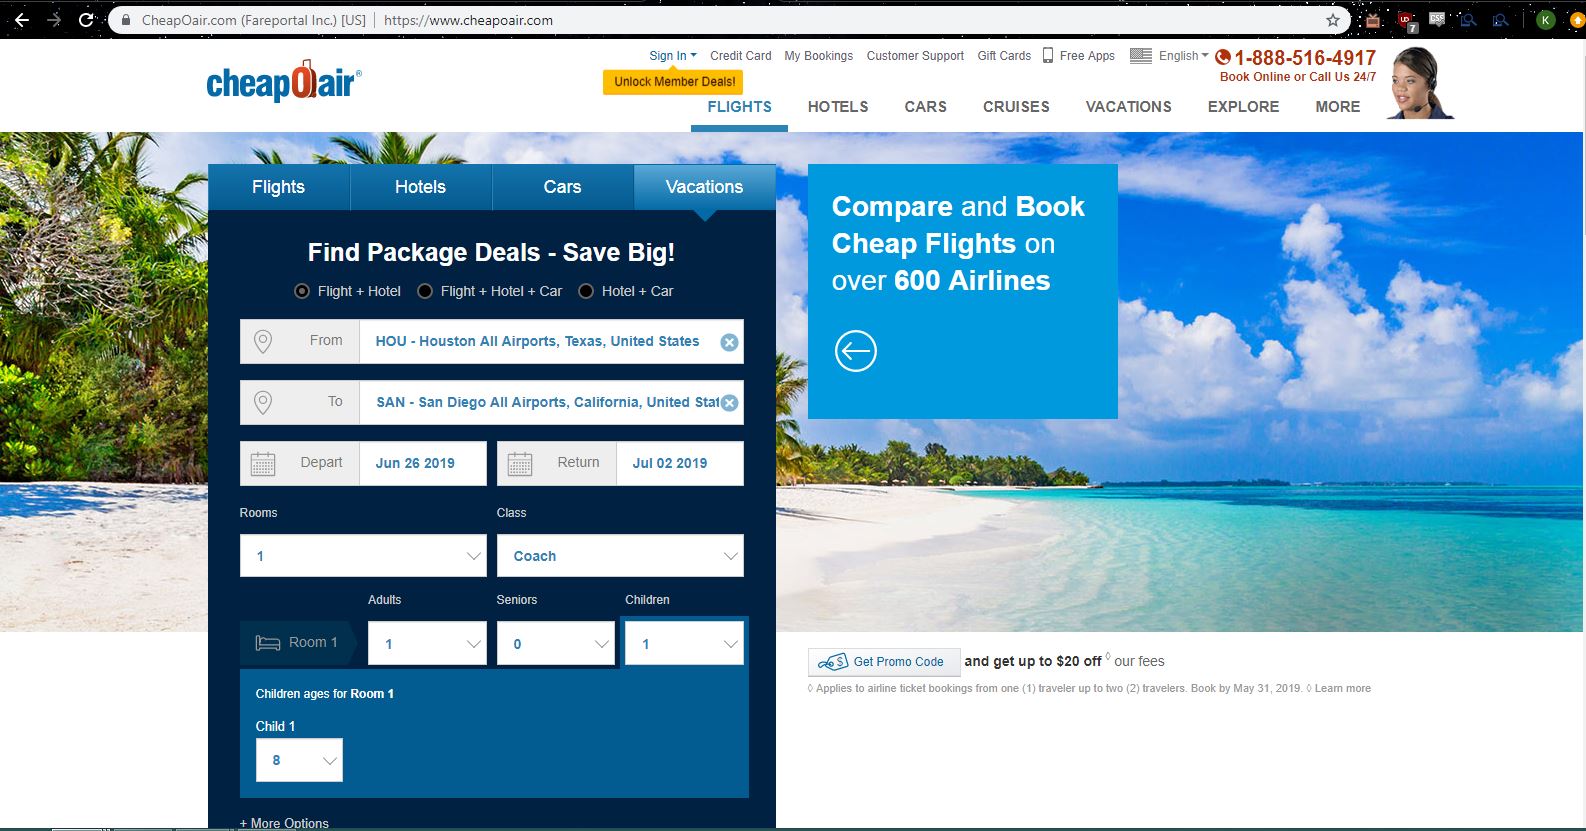 CheapOair.com (Fareportal Inc.) [US] | https://www.cheapoair.com
7
CSS
K
Sign In Credit Card My Bookings Customer Support Gift Cards Free Apps English 1-888-516-4917
Unlock Member Deals!
Book Online or Call Us 24/7
cheapOair®
FLIGHTS HOTELS CARS CRUISES VACATIONS EXPLORE MORE
Flights Hotels Cars Vacations
Find Package Deals - Save Big!
Flight + Hotel Flight + Hotel + Car Hotel + Car
From HOU - Houston All Airports, Texas, United States
To SAN - San Diego All Airports, California, United Stat
Depart Jun 26 2019 Return Jul 02 2019
Rooms Class
1 Coach
Adults Seniors Children
Room 1 1 0 1
Children ages for Room 1
Child 1
8
+ More Options
Compare and Book
Cheap Flights on
over 600 Airlines
$ Get Promo Code and get up to $20 off ◊ our fees
◊ Applies to airline ticket bookings from one (1) traveler up to two (2) travelers. Book by May 31, 2019. ◊ Learn more